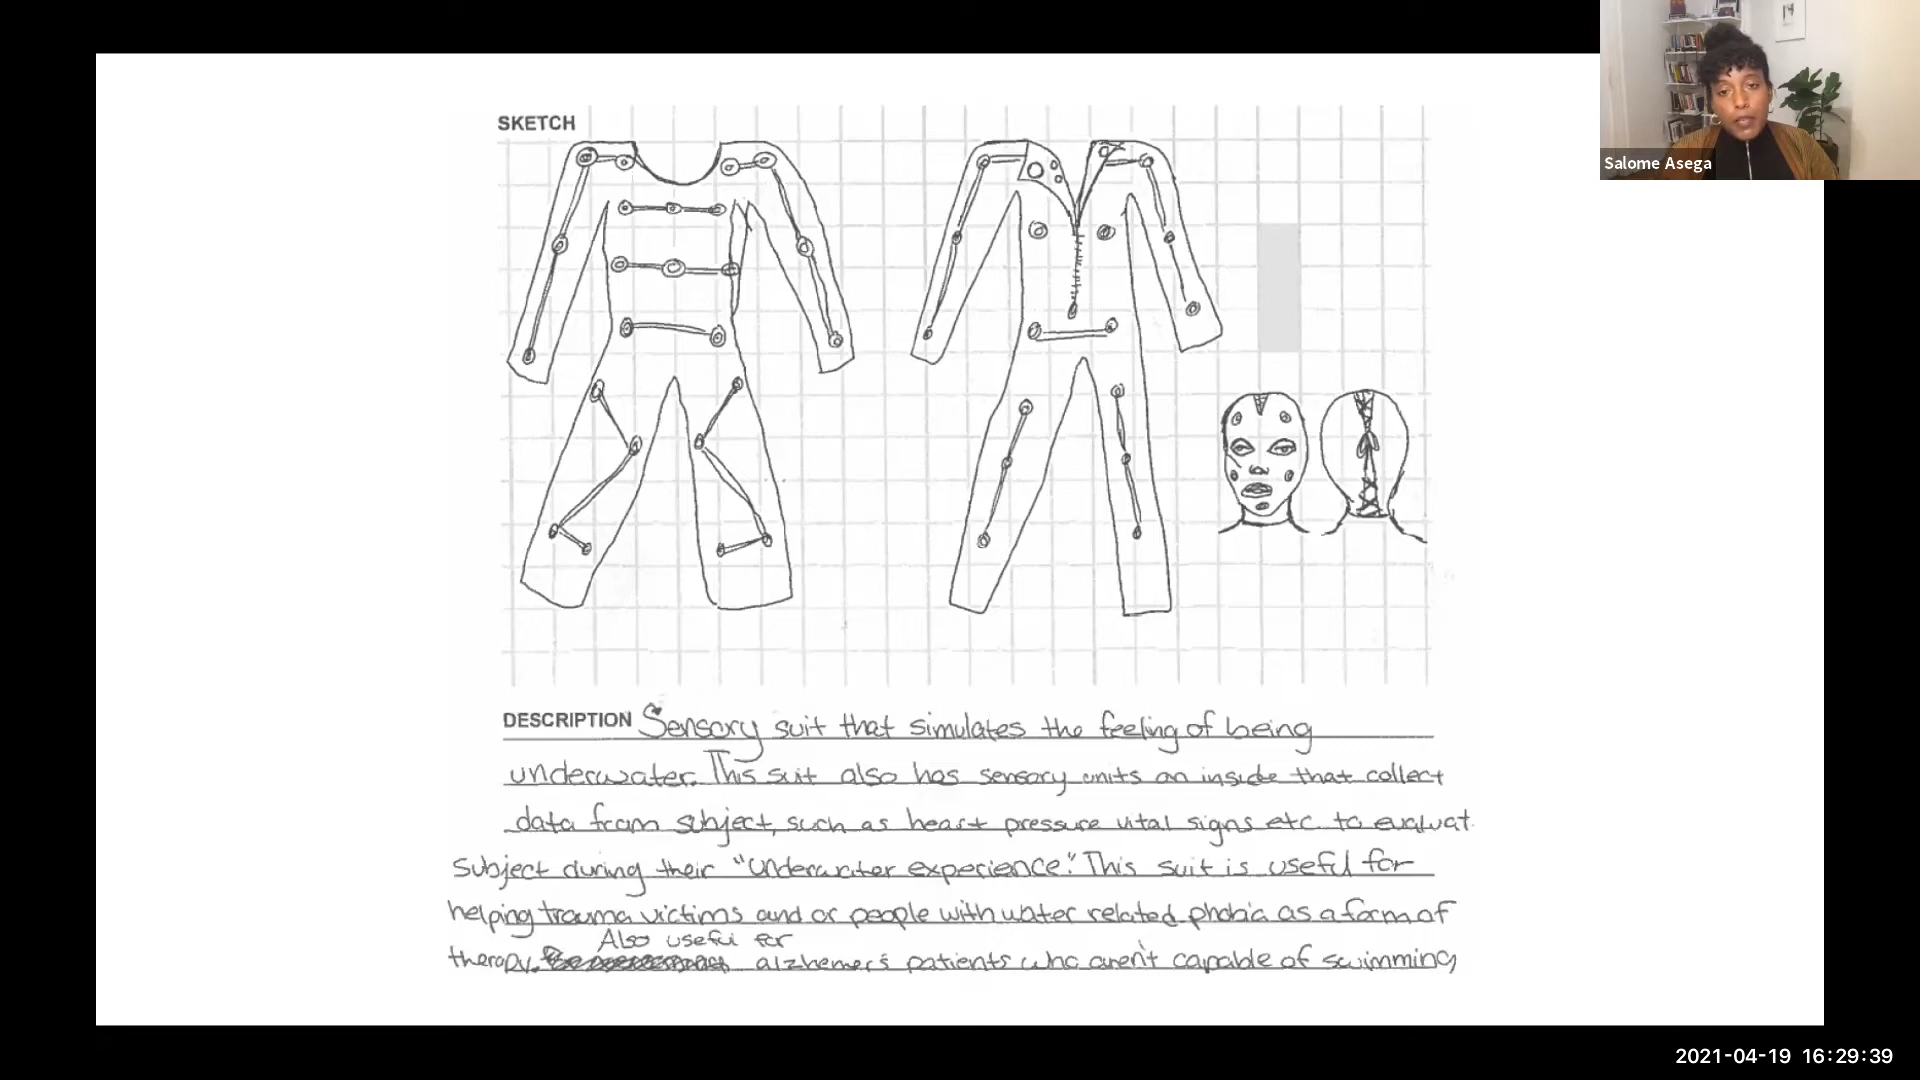 Salome Asega
SKETCH
DESCRIPTION Sensory suit that simulates the feeling of being
underwater. This suit also has sensory units on inside that collect
data from subject, such as heart pressure vital signs etc. to evaluat
subject during their "underwater experience". This suit is useful for
helping trauma victims and or people with water related phobia as a form of
Also useful for
therapy. alzhemer's patients who aren't capable of swimming
2021-04-19 16:29:39